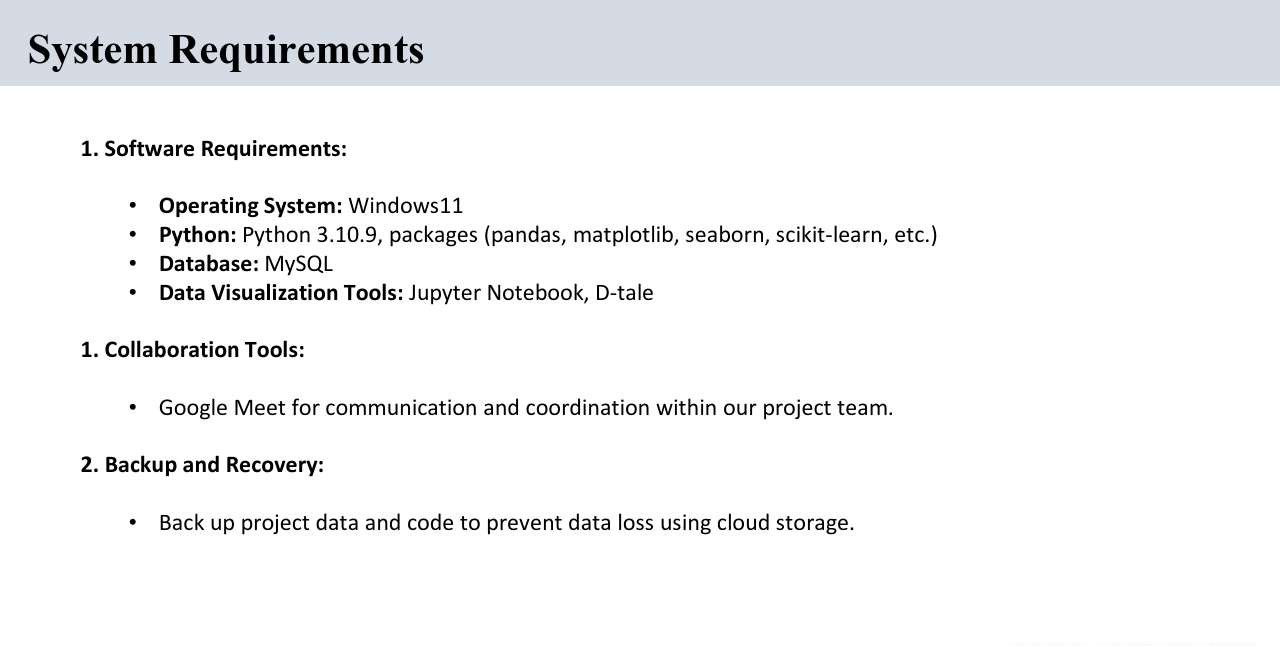 System Requirements
1. Software Requirements:
• Operating System: Windows11
• Python: Python 3.10.9, packages (pandas, matplotlib, seaborn, scikit-learn, etc.)
• Database: MySQL
• Data Visualization Tools: Jupyter Notebook, D-tale
1. Collaboration Tools:
• Google Meet for communication and coordination within our project team.
2. Backup and Recovery:
• Back up project data and code to prevent data loss using cloud storage.